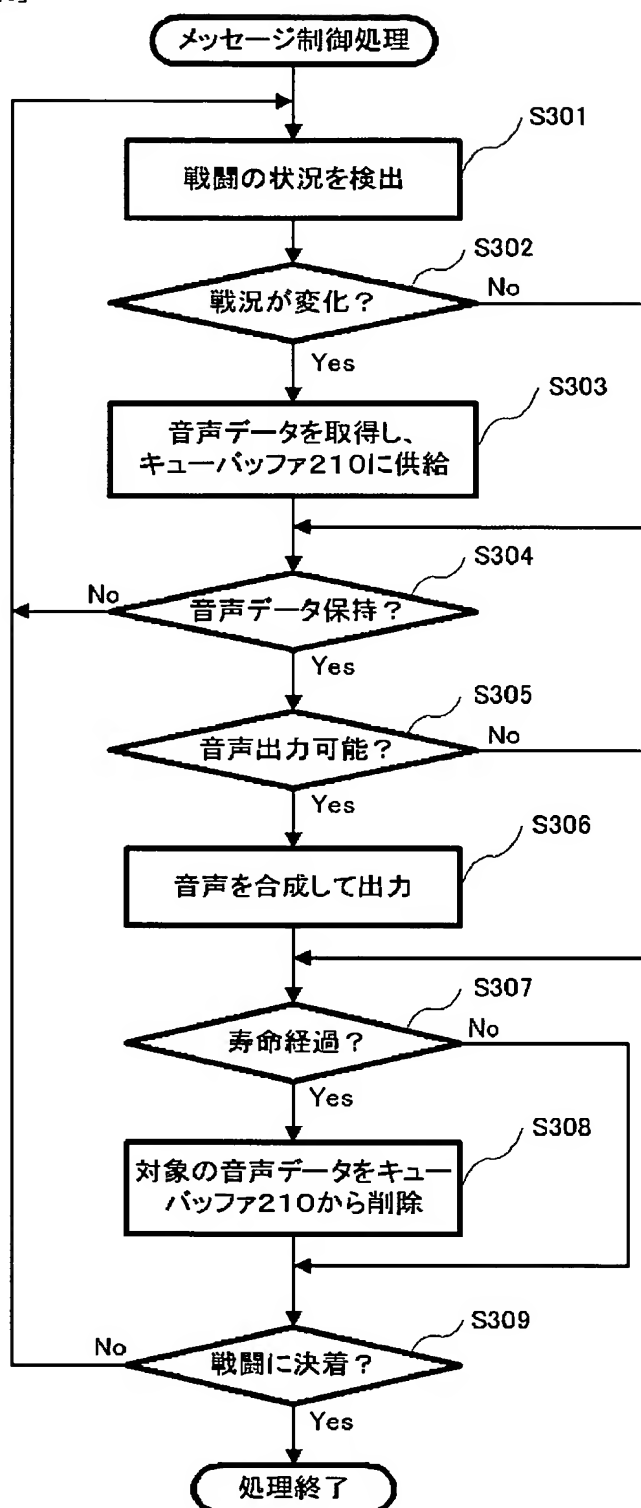 メッセージ制御処理
S301
戦闘の状況を検出
S302
戦況が変化？
No
Yes
S303
音声データを取得し、
キューバッファ210に供給
S304
No
音声データ保持？
Yes
S305
音声出力可能？
No
Yes
S306
音声を合成して出力
S307
寿命経過？
No
Yes
S308
対象の音声データをキュー
バッファ210から削除
S309
No
戦闘に決着？
Yes
処理終了